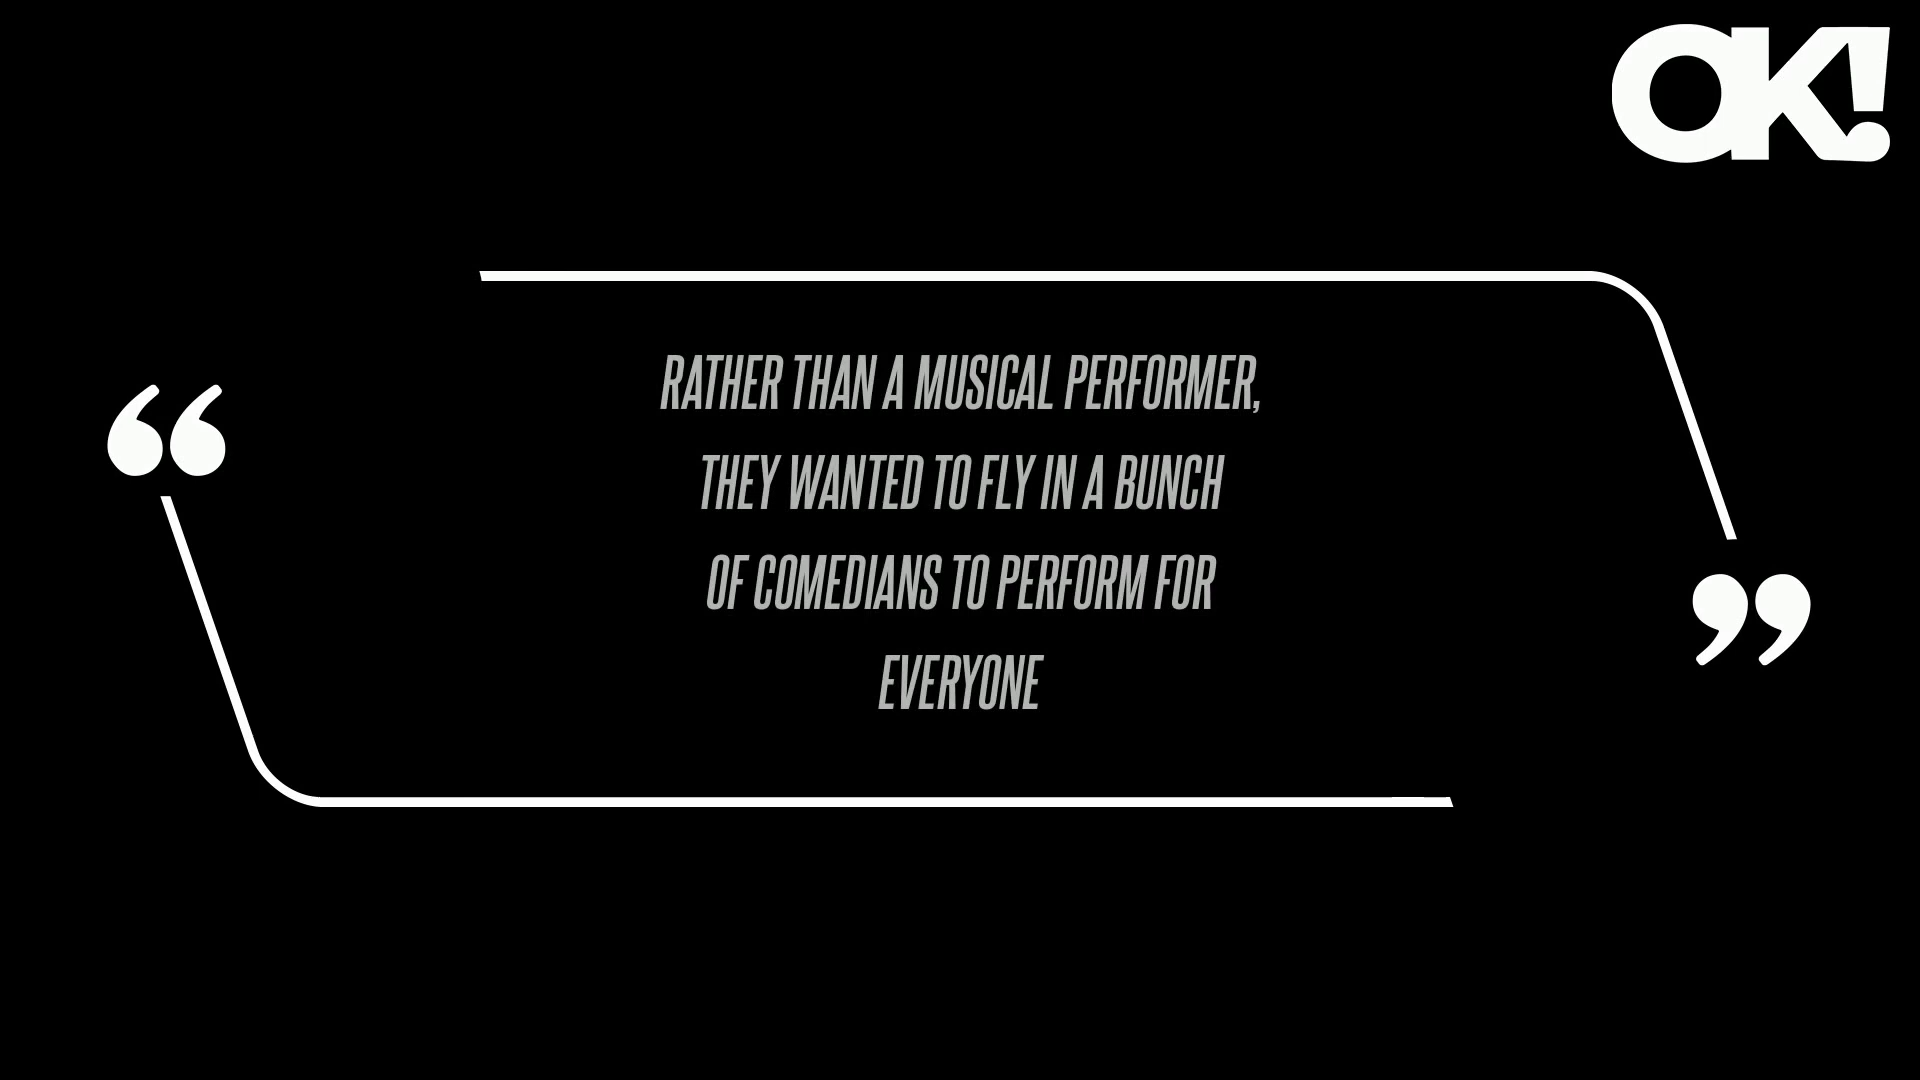 OK!
“
RATHER THAN A MUSICAL PERFORMER,
THEY WANTED TO FLY IN A BUNCH
OF COMEDIANS TO PERFORM FOR
EVERYONE
”